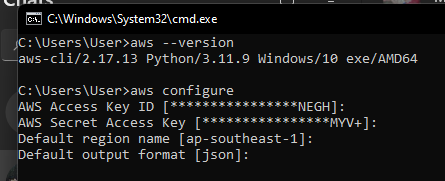 C:\Windows\System32\cmd.exe
C:\Users\User>aws --version
aws-cli/2.17.13 Python/3.11.9 Windows/10 exe/AMD64
C:\Users\User>aws configure
AWS Access Key ID [****************NEGH]:
AWS Secret Access Key [****************MYV+]:
Default region name [ap-southeast-1]:
Default output format [json]: